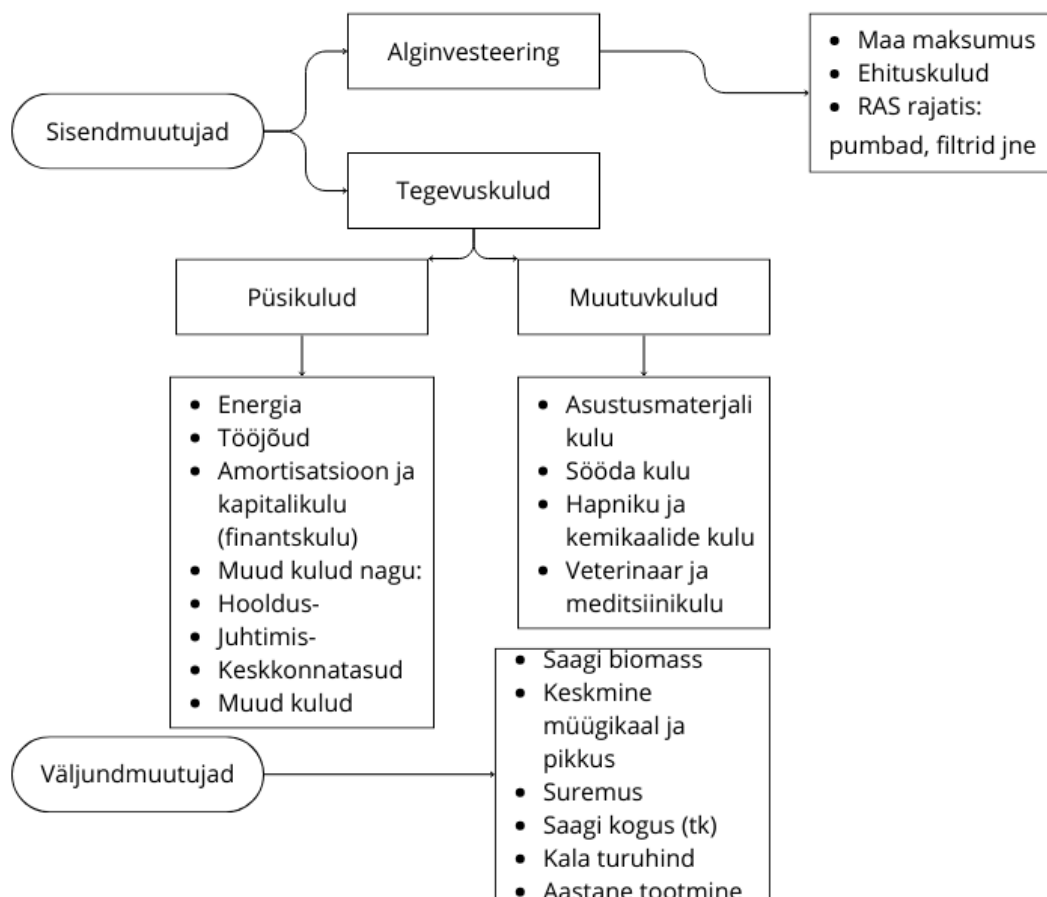 Alginvesteering
Maa maksumus
Ehituskulud
RAS rajatis:
pumbad, filtrid jne
Sisendmuutujad
Tegevuskulud
Püsikulud
Muutuvkulud
Energia
Tööjõud
Amortisatsioon ja
kapitalikulu
(finantskulu)
Muud kulud nagu:
Hooldus-
Juhtimis-
Keskkonnatasud
Muud kulud
Asustusmaterjali
kulu
Sööda kulu
Hapniku ja
kemikaalide kulu
Veterinaar ja
meditsiinikulu
Väljundmuutujad
Saagi biomass
Keskmine
müügikaal ja
pikkus
Suremus
Saagi kogus (tk)
Kala turuhind
Aastane tootmine